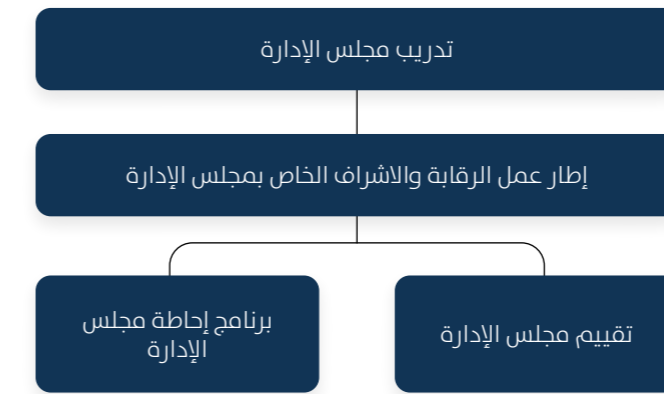 تدريب مجلس الإدارة
إطار عمل الرقابة والاشراف الخاص بمجلس الإدارة
تقييم مجلس الإدارة
برنامج إحاطة مجلس
الإدارة